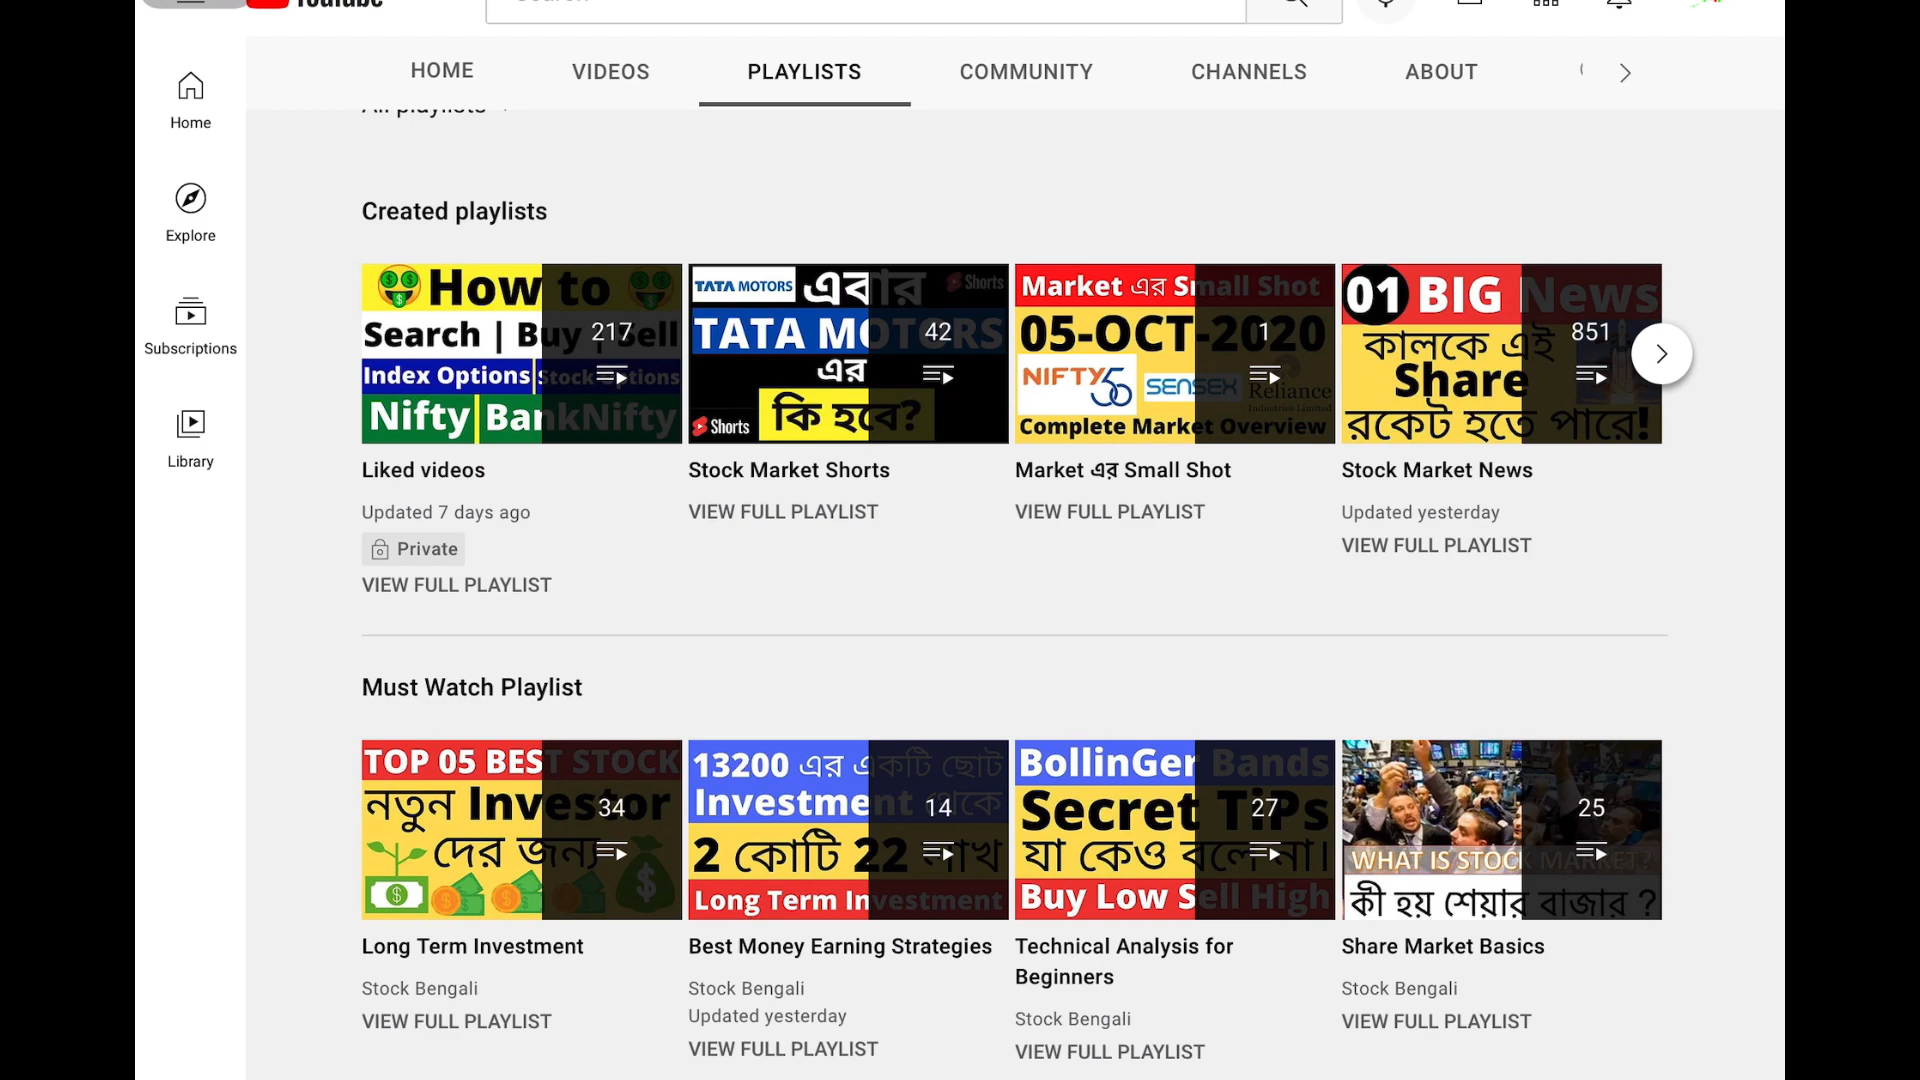 YouTube
Search
HOME
VIDEOS
PLAYLISTS
COMMUNITY
CHANNELS
ABOUT
Home
Explore
Subscriptions
Library
All playlists
Created playlists
How to
Search | Buy | Sell
Index Options Stock Options
Nifty BankNifty
217
Liked videos
Updated 7 days ago
Private
VIEW FULL PLAYLIST
TATA MOTORS এবার Shorts
TATA MOTORS
এর
Shorts কি হবে?
42
Stock Market Shorts
VIEW FULL PLAYLIST
Market এর Small Shot
05-OCT-2020
NIFTY50 SENSEX Reliance
Industries Limited
Complete Market Overview
1
Market এর Small Shot
VIEW FULL PLAYLIST
01 BIG News
কালকে এই
Share
রকেট হতে পারে!
851
Stock Market News
Updated yesterday
VIEW FULL PLAYLIST
Must Watch Playlist
TOP 05 BEST STOCK
নতুন Investor
দের জন্য
34
Long Term Investment
Stock Bengali
VIEW FULL PLAYLIST
13200 এর একটি ছোট
Investment থেকে
2 কোটি 22 লাখ
Long Term Investment
14
Best Money Earning Strategies
Stock Bengali
Updated yesterday
VIEW FULL PLAYLIST
BollinGer Bands
Secret TiPs
যা কেও বলে না।
Buy Low Sell High
27
Technical Analysis for
Beginners
Stock Bengali
VIEW FULL PLAYLIST
WHAT IS STOCK MARKET?
কী হয় শেয়ার বাজার ?
25
Share Market Basics
Stock Bengali
VIEW FULL PLAYLIST